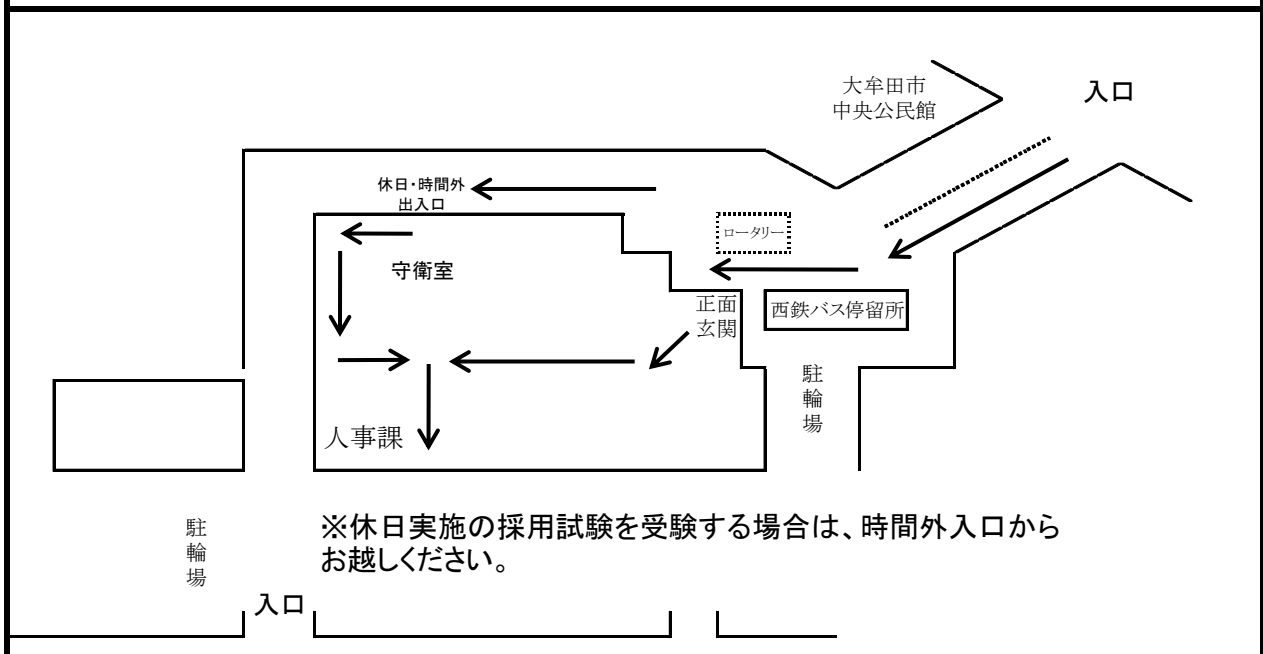 大牟田市
中央公民館
入口
休日・時間外
出入口
ロータリー
守衛室
正面
玄関
西鉄バス停留所
駐輪場
人事課
※休日実施の採用試験を受験する場合は、時間外入口から
お越しください。
駐輪場
入口